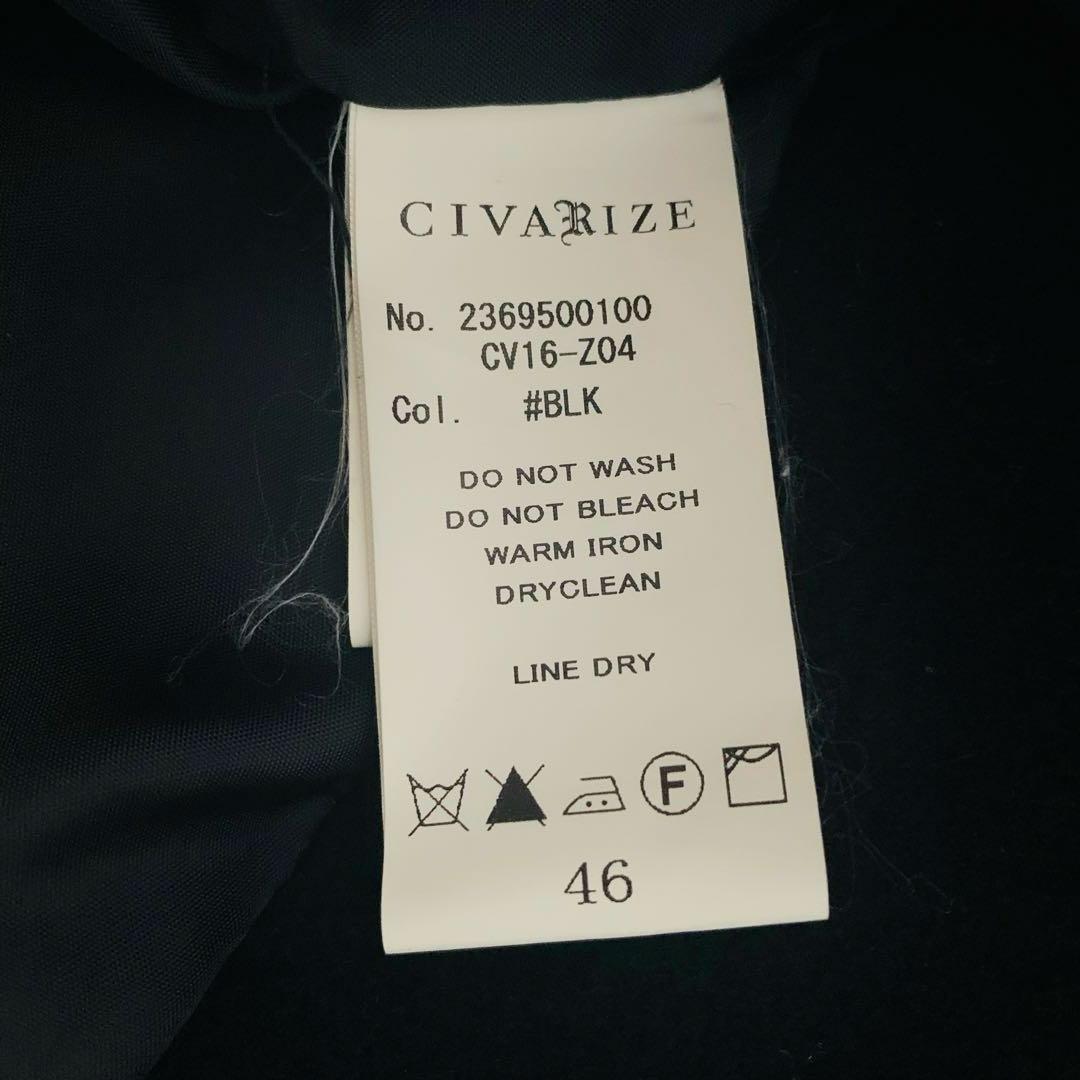 CIVARIZE
No. 2369500100
CV16-Z04
Col. #BLK
DO NOT WASH
DO NOT BLEACH
WARM IRON
DRYCLEAN
LINE DRY
F
46